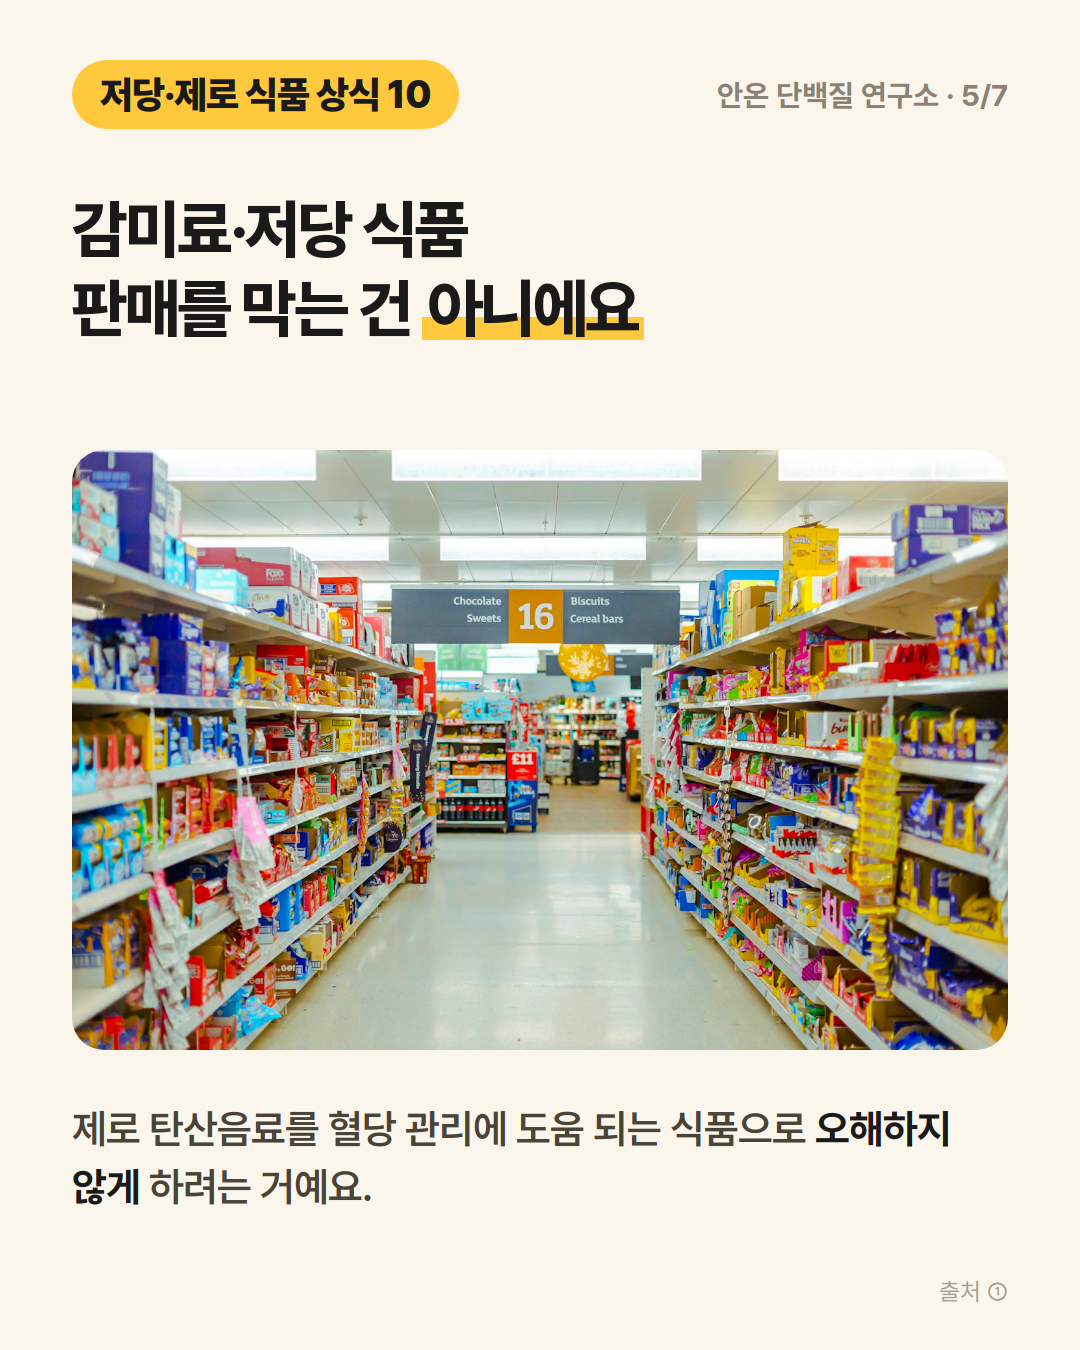 저당·제로 식품 상식 10
안온 단백질 연구소 · 5/7
감미료·저당 식품
판매를 막는 건 아니에요
Chocolate
Sweets
16
Biscuits
Cereal bars
FOX'S
£11
제로 탄산음료를 혈당 관리에 도움 되는 식품으로 오해하지
않게 하려는 거예요.
출처 ①